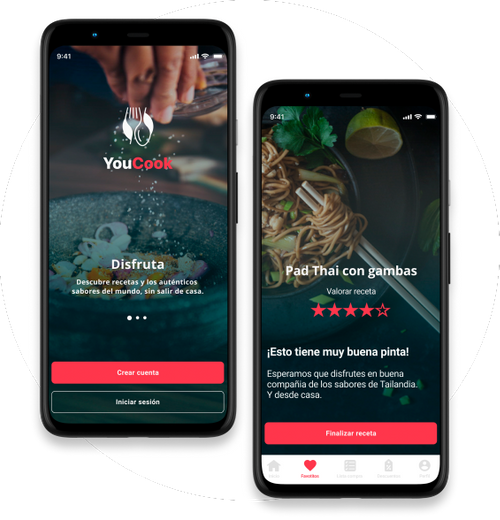 9:41
YouCook
Disfruta
Descubre recetas y los auténticos
sabores del mundo, sin salir de casa.
Crear cuenta
Iniciar sesión
9:41
Pad Thai con gambas
Valorar receta
¡Esto tiene muy buena pinta!
Esperamos que disfrutes en buena
compañia de los sabores de Tailandia.
Y desde casa.
Finalizar receta
Favoritas